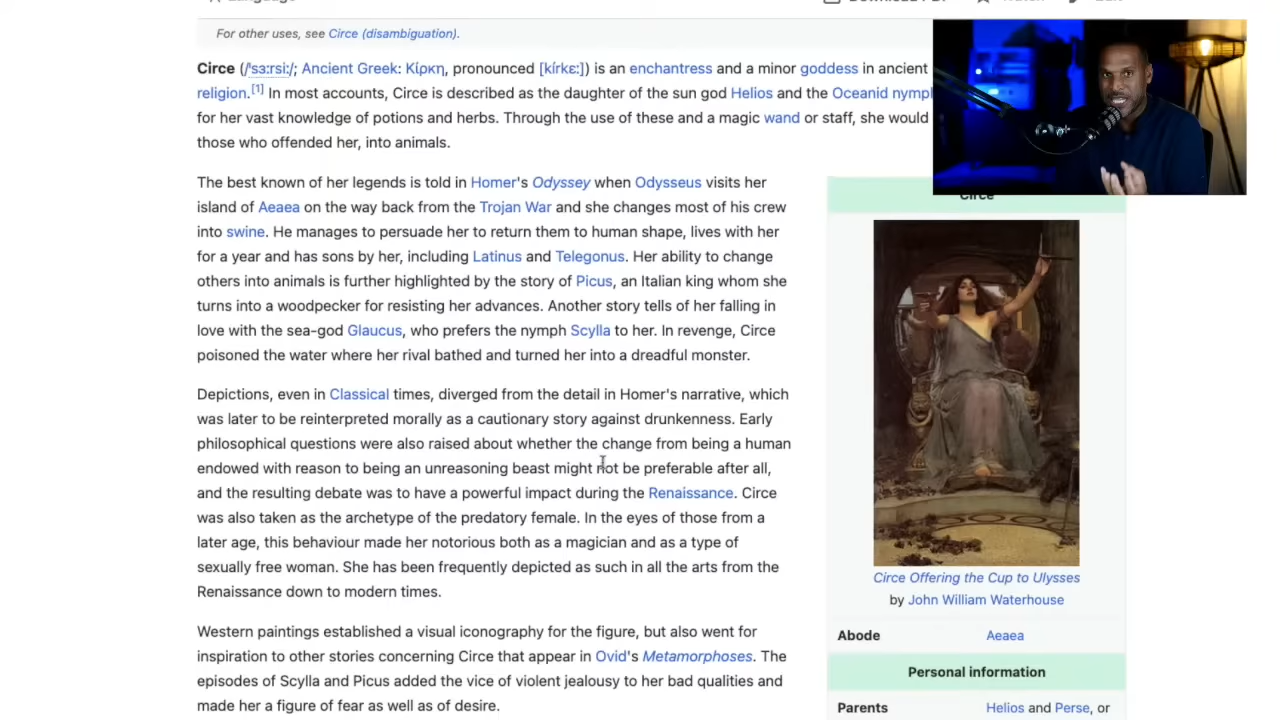 For other uses, see Circe (disambiguation).
Circe (/ˈsɜːrsiː/; Ancient Greek: Κίρκη, pronounced [kírkɛː]) is an enchantress and a minor goddess in ancient
religion.[1] In most accounts, Circe is described as the daughter of the sun god Helios and the Oceanid
for her vast knowledge of potions and herbs. Through the use of these and a magic wand or staff, she would
those who offended her, into animals.
The best known of her legends is told in Homer's Odyssey when Odysseus visits her
island of Aeaea on the way back from the Trojan War and she changes most of his crew
into swine. He manages to persuade her to return them to human shape, lives with her
for a year and has sons by her, including Latinus and Telegonus. Her ability to change
others into animals is further highlighted by the story of Picus, an Italian king whom she
turns into a woodpecker for resisting her advances. Another story tells of her falling in
love with the sea-god Glaucus, who prefers the nymph Scylla to her. In revenge, Circe
poisoned the water where her rival bathed and turned her into a dreadful monster.
Depictions, even in Classical times, diverged from the detail in Homer's narrative, which
was later to be reinterpreted morally as a cautionary story against drunkenness. Early
philosophical questions were also raised about whether the change from being a human
endowed with reason to being an unreasoning beast might not be preferable after all,
and the resulting debate was to have a powerful impact during the Renaissance. Circe
was also taken as the archetype of the predatory female. In the eyes of those from a
later age, this behaviour made her notorious both as a magician and as a type of
sexually free woman. She has been frequently depicted as such in all the arts from the
Renaissance down to modern times.
Western paintings established a visual iconography for the figure, but also went for
inspiration to other stories concerning Circe that appear in Ovid's Metamorphoses. The
episodes of Scylla and Picus added the vice of violent jealousy to her bad qualities and
made her a figure of fear as well as of desire.
Circe
Circe Offering the Cup to Ulysses
by John William Waterhouse
Abode Aeaea
Personal information
Parents Helios and Perse, or